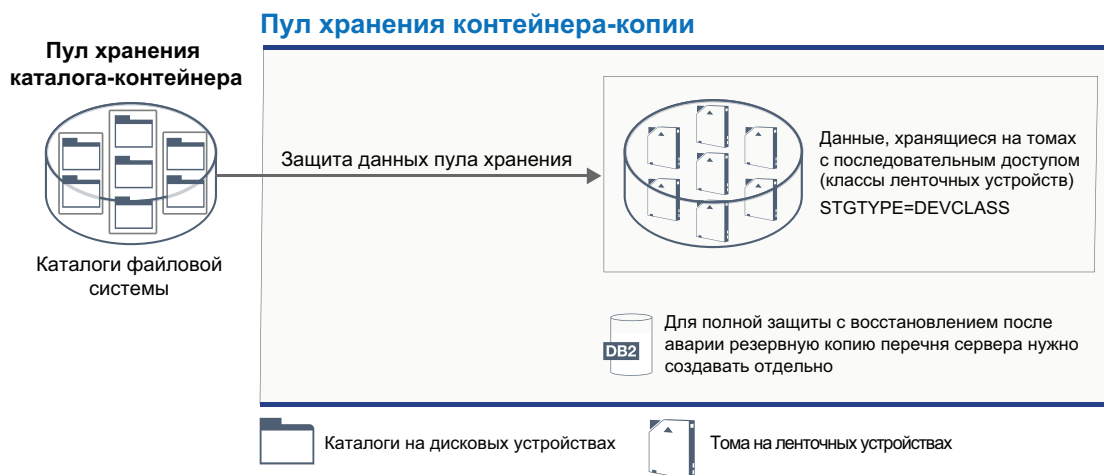 Пул хранения контейнера-копии
Пул хранения
каталога-контейнера
Защита данных пула хранения
Данные, хранящиеся на томах
с последовательным доступом
(классы ленточных устройств)
STGTYPE=DEVCLASS
Каталоги файловой
системы
DB2
Для полной защиты с восстановлением после
аварии резервную копию перечня сервера нужно
создавать отдельно
Каталоги на дисковых устройствах
Тома на ленточных устройствах